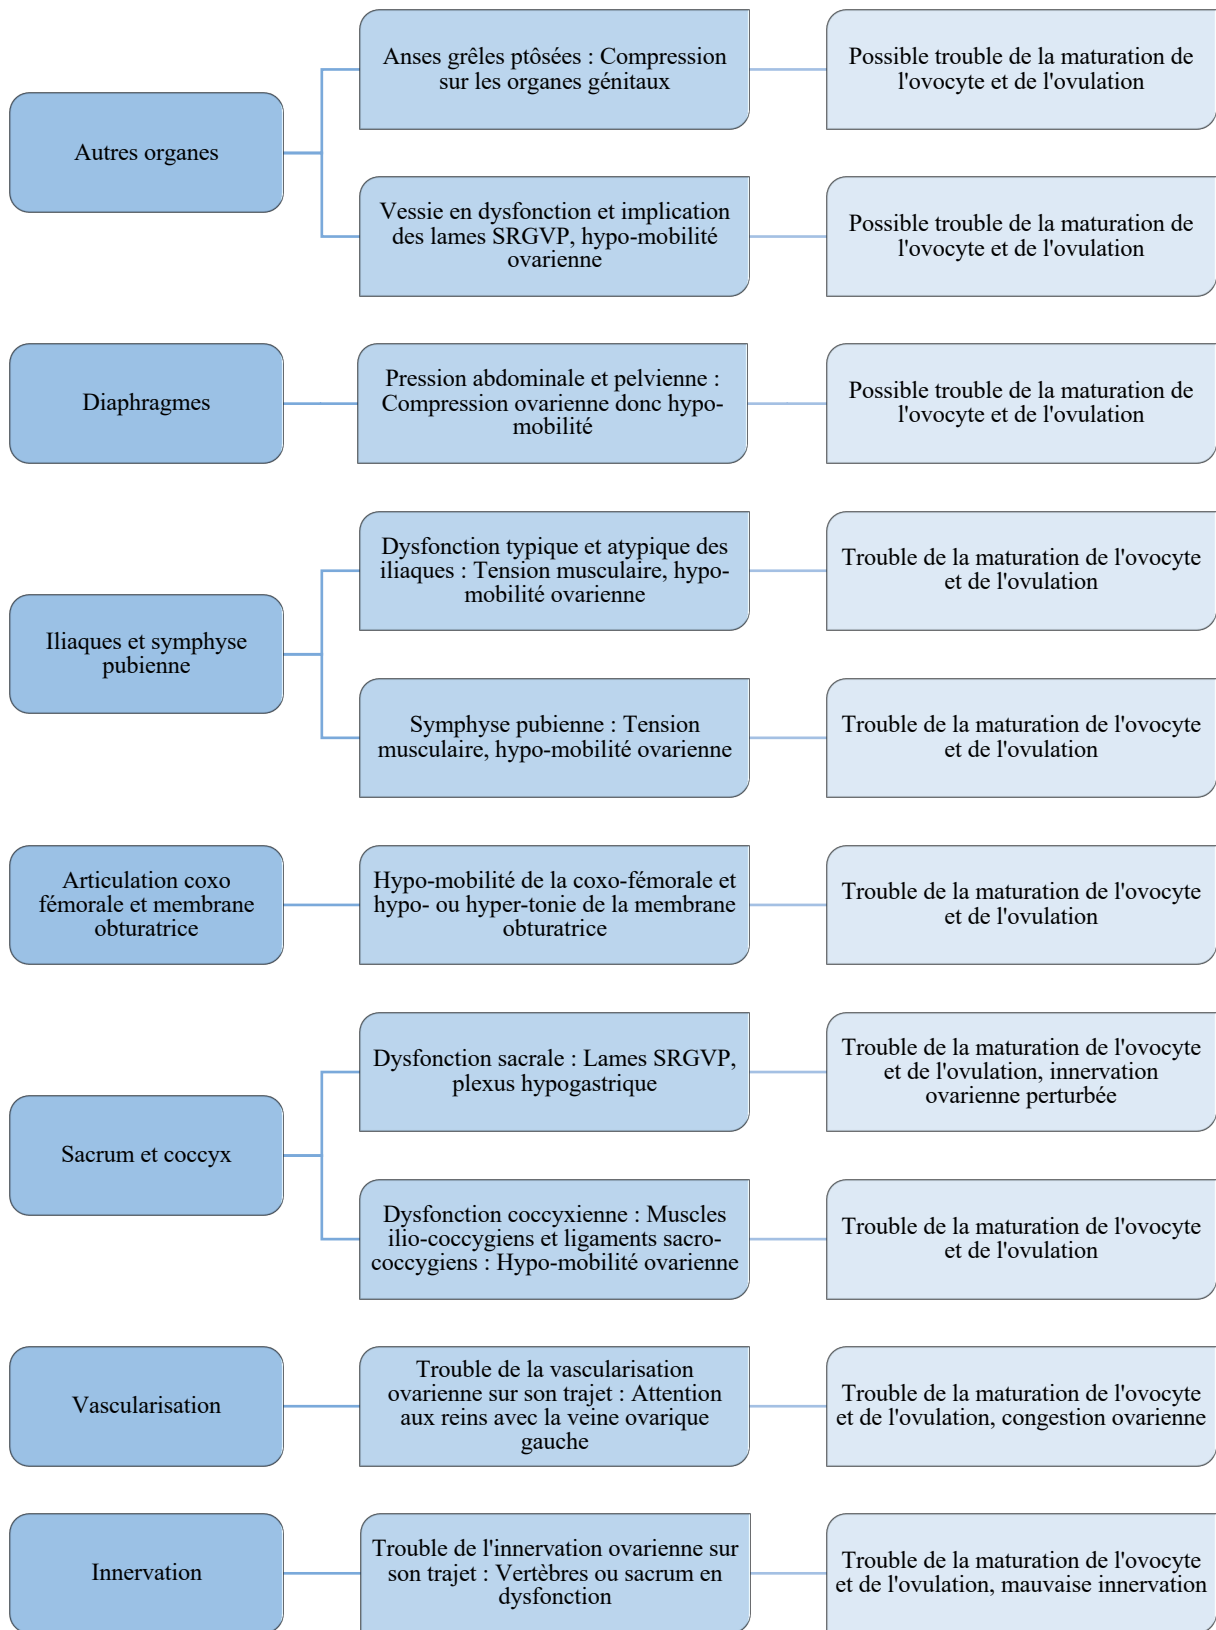 Autres organes
Anses grêles ptôsées : Compression
sur les organes génitaux
Possible trouble de la maturation de
l'ovocyte et de l'ovulation
Vessie en dysfonction et implication
des lames SRGVP, hypo-mobilité
ovarienne
Possible trouble de la maturation de
l'ovocyte et de l'ovulation
Diaphragmes
Pression abdominale et pelvienne :
Compression ovarienne donc hypo-
mobilité
Possible trouble de la maturation de
l'ovocyte et de l'ovulation
Iliaques et symphyse
pubienne
Dysfonction typique et atypique des
iliaques : Tension musculaire, hypo-
mobilité ovarienne
Trouble de la maturation de l'ovocyte
et de l'ovulation
Symphyse pubienne : Tension
musculaire, hypo-mobilité ovarienne
Trouble de la maturation de l'ovocyte
et de l'ovulation
Articulation coxo
fémorale et membrane
obturatrice
Hypo-mobilité de la coxo-fémorale et
hypo- ou hyper-tonie de la membrane
obturatrice
Trouble de la maturation de l'ovocyte
et de l'ovulation
Sacrum et coccyx
Dysfonction sacrale : Lames SRGVP,
plexus hypogastrique
Trouble de la maturation de l'ovocyte
et de l'ovulation, innervation
ovarienne perturbée
Dysfonction coccyxienne : Muscles
ilio-coccygiens et ligaments sacro-
coccygiens : Hypo-mobilité ovarienne
Trouble de la maturation de l'ovocyte
et de l'ovulation
Vascularisation
Trouble de la vascularisation
ovarienne sur son trajet : Attention
aux reins avec la veine ovarique
gauche
Trouble de la maturation de l'ovocyte
et de l'ovulation, congestion ovarienne
Innervation
Trouble de l'innervation ovarienne sur
son trajet : Vertèbres ou sacrum en
dysfonction
Trouble de la maturation de l'ovocyte
et de l'ovulation, mauvaise innervation